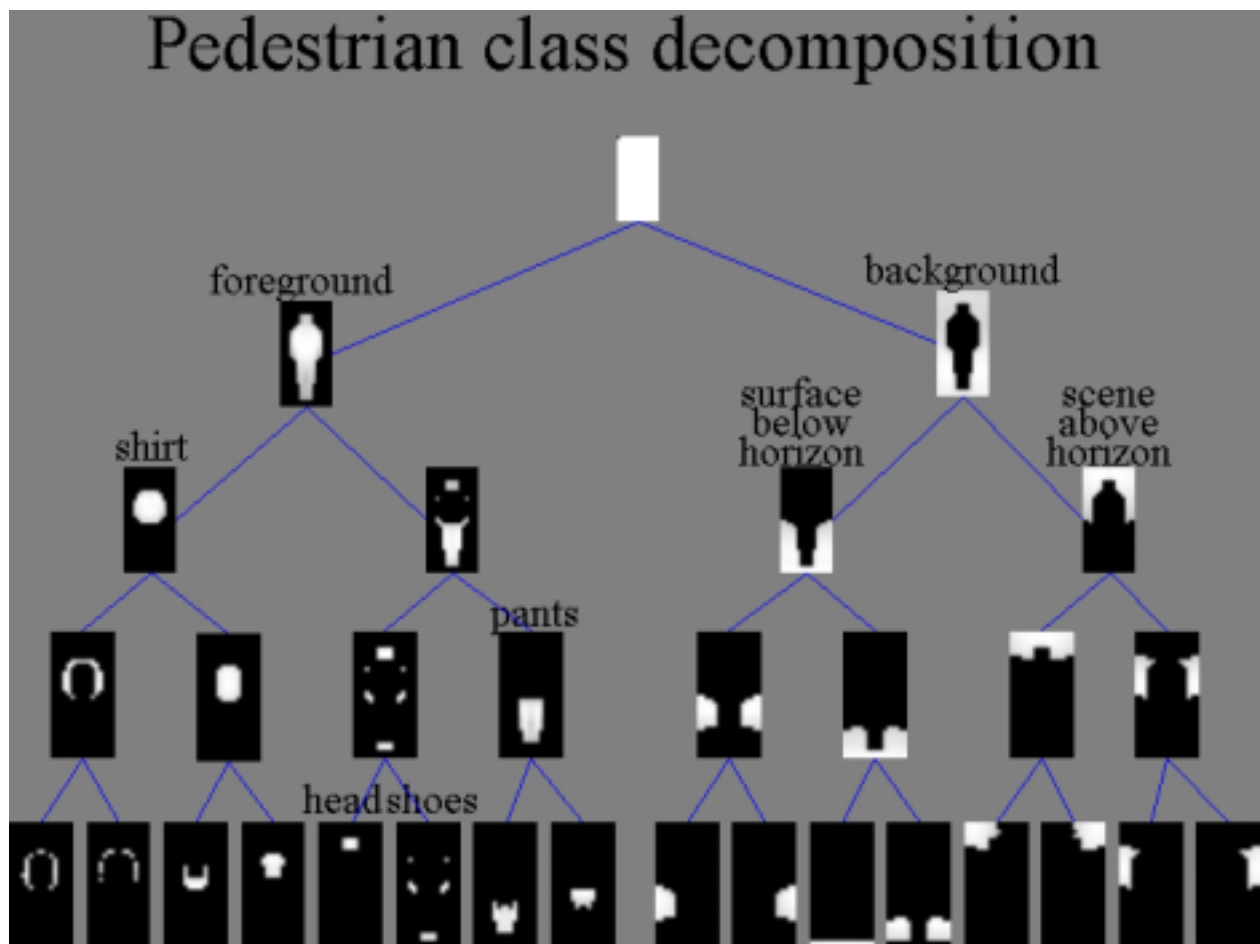 Pedestrian class decomposition
foreground
background
shirt
surface
below
horizon
scene
above
horizon
pants
head
shoes